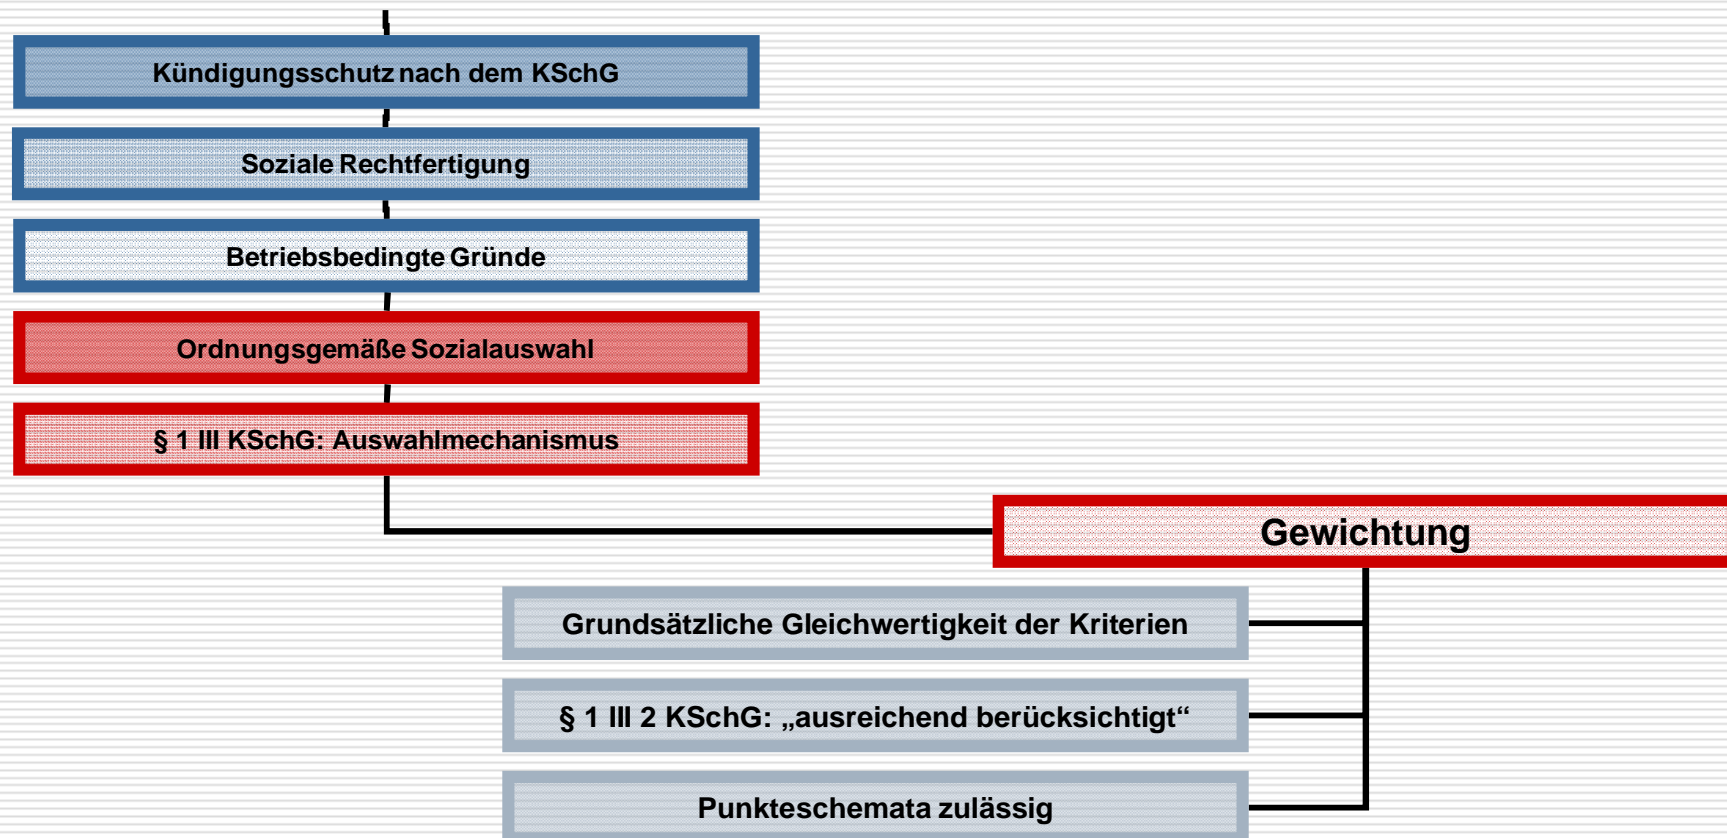 Kündigungsschutz nach dem KSchG
Soziale Rechtfertigung
Betriebsbedingte Gründe
Ordnungsgemäße Sozialauswahl
§ 1 III KSchG: Auswahlmechanismus
Gewichtung
Grundsätzliche Gleichwertigkeit der Kriterien
§ 1 III 2 KSchG: „ausreichend berücksichtigt“
Punkteschemata zulässig